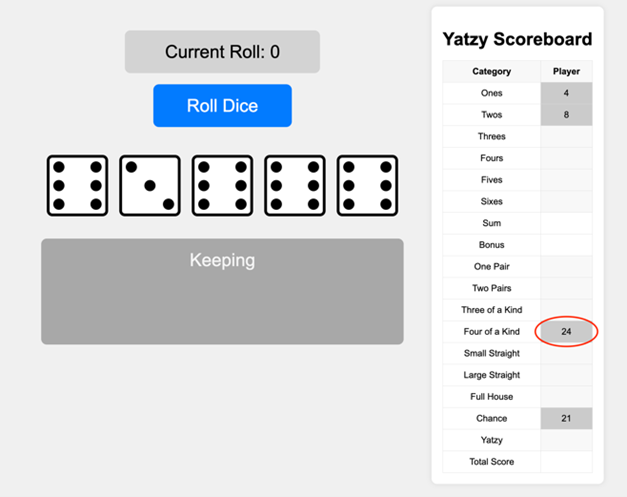 Current Roll: 0
Roll Dice
Keeping
Yatzy Scoreboard
Category Player
Ones 4
Twos 8
Threes
Fours
Fives
Sixes
Sum
Bonus
One Pair
Two Pairs
Three of a Kind
Four of a Kind 24
Small Straight
Large Straight
Full House
Chance 21
Yatzy
Total Score